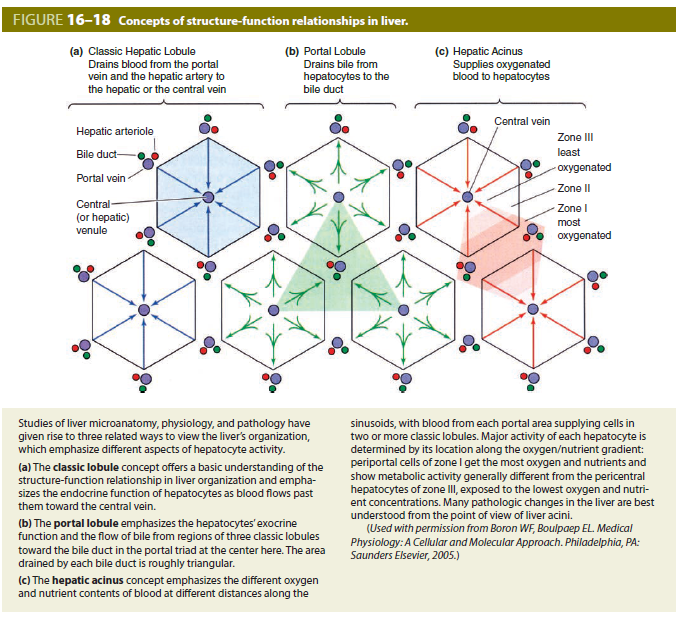 FIGURE 16–18 Concepts of structure-function relationships in liver.
(a) Classic Hepatic Lobule
Drains blood from the portal
vein and the hepatic artery to
the hepatic or the central vein
(b) Portal Lobule
Drains bile from
hepatocytes to the
bile duct
(c) Hepatic Acinus
Supplies oxygenated
blood to hepatocytes
Hepatic arteriole
Bile duct
Portal vein
Central
(or hepatic)
venule
Central vein
Zone III
least
oxygenated
Zone II
Zone I
most
oxygenated
Studies of liver microanatomy, physiology, and pathology have
given rise to three related ways to view the liver's organization,
which emphasize different aspects of hepatocyte activity.
(a) The classic lobule concept offers a basic understanding of the
structure-function relationship in liver organization and empha-
sizes the endocrine function of hepatocytes as blood flows past
them toward the central vein.
(b) The portal lobule emphasizes the hepatocytes' exocrine
function and the flow of bile from regions of three classic lobules
toward the bile duct in the portal triad at the center here. The area
drained by each bile duct is roughly triangular.
(c) The hepatic acinus concept emphasizes the different oxygen
and nutrient contents of blood at different distances along the
sinusoids, with blood from each portal area supplying cells in
two or more classic lobules. Major activity of each hepatocyte is
determined by its location along the oxygen/nutrient gradient:
periportal cells of zone I get the most oxygen and nutrients and
show metabolic activity generally different from the pericentral
hepatocytes of zone III, exposed to the lowest oxygen and nutri-
ent concentrations. Many pathologic changes in the liver are best
understood from the point of view of liver acini.
(Used with permission from Boron WF, Boulpaep EL. Medical
Physiology: A Cellular and Molecular Approach. Philadelphia, PA:
Saunders Elsevier, 2005.)